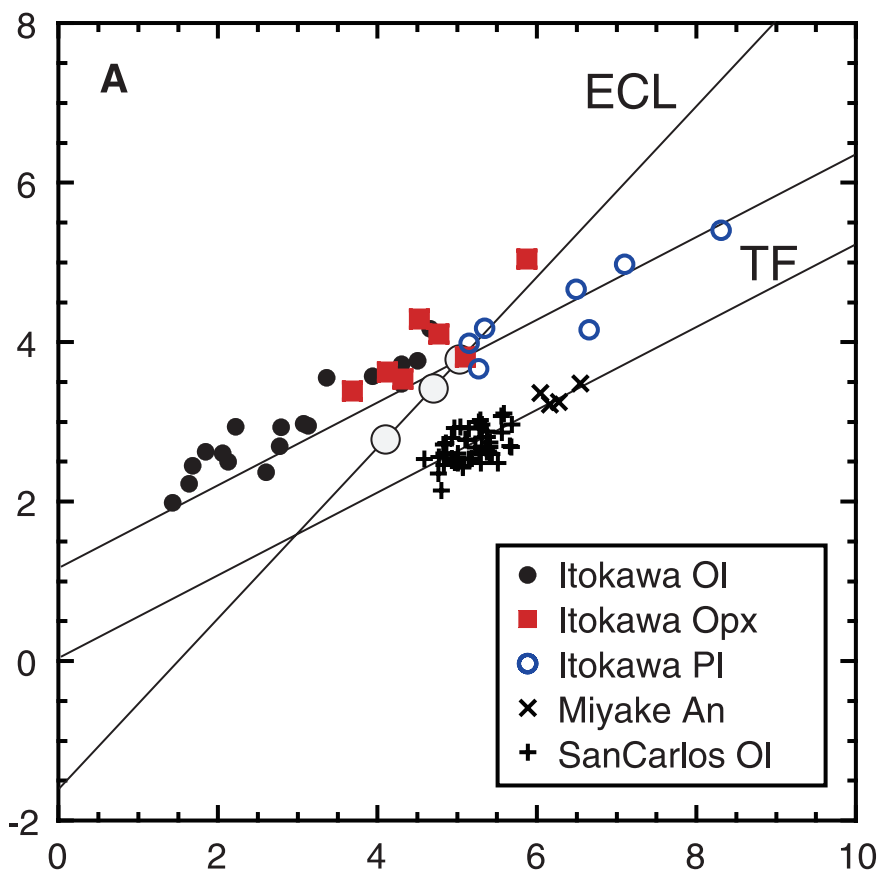 8
A
ECL
6
TF
4
2
Itokawa Ol
Itokawa Opx
0
Itokawa Pl
Miyake An
SanCarlos Ol
-2
0 2 4 6 8 10